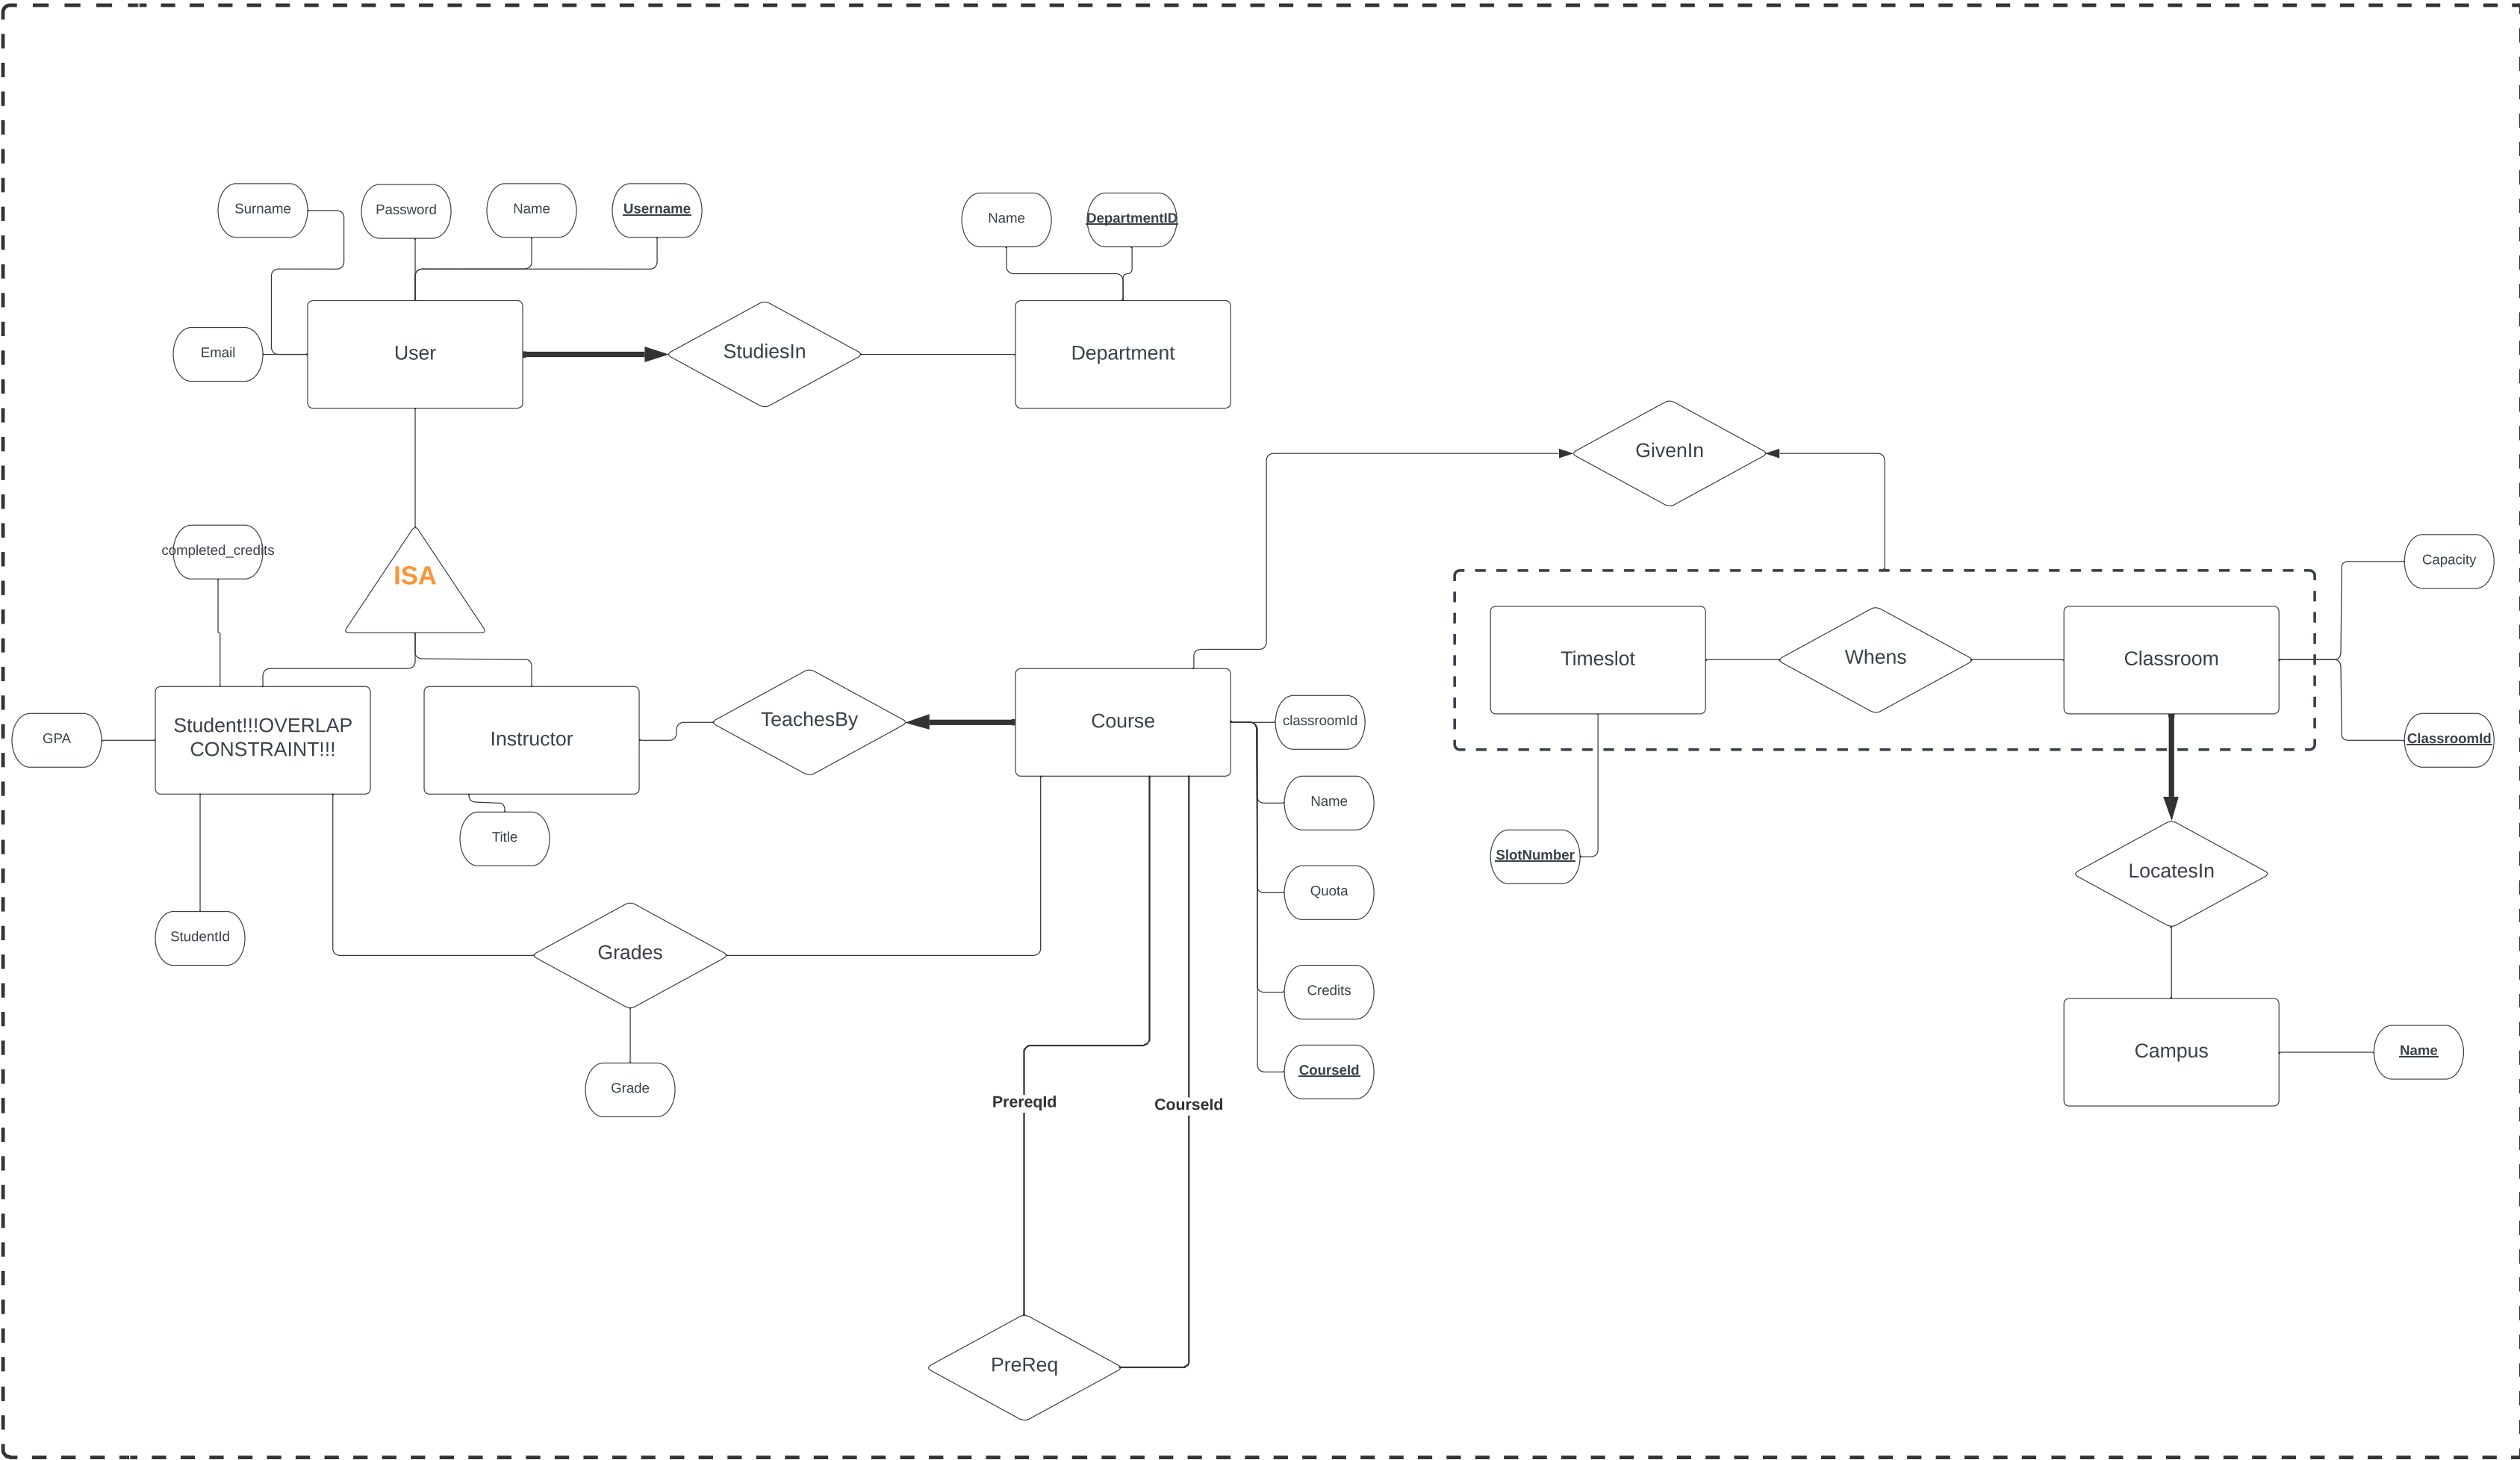 Surname
Password
Name
Username
Name
DepartmentID
Email
User
StudiesIn
Department
GivenIn
completed_credits
ISA
Capacity
Timeslot
Whens
Classroom
Student!!!OVERLAP
CONSTRAINT!!!
GPA
Instructor
TeachesBy
Course
classroomId
ClassroomId
Name
Title
SlotNumber
LocatesIn
Quota
StudentId
Grades
Credits
Grade
CourseId
Campus
Name
PrereqId
CourseId
PreReq